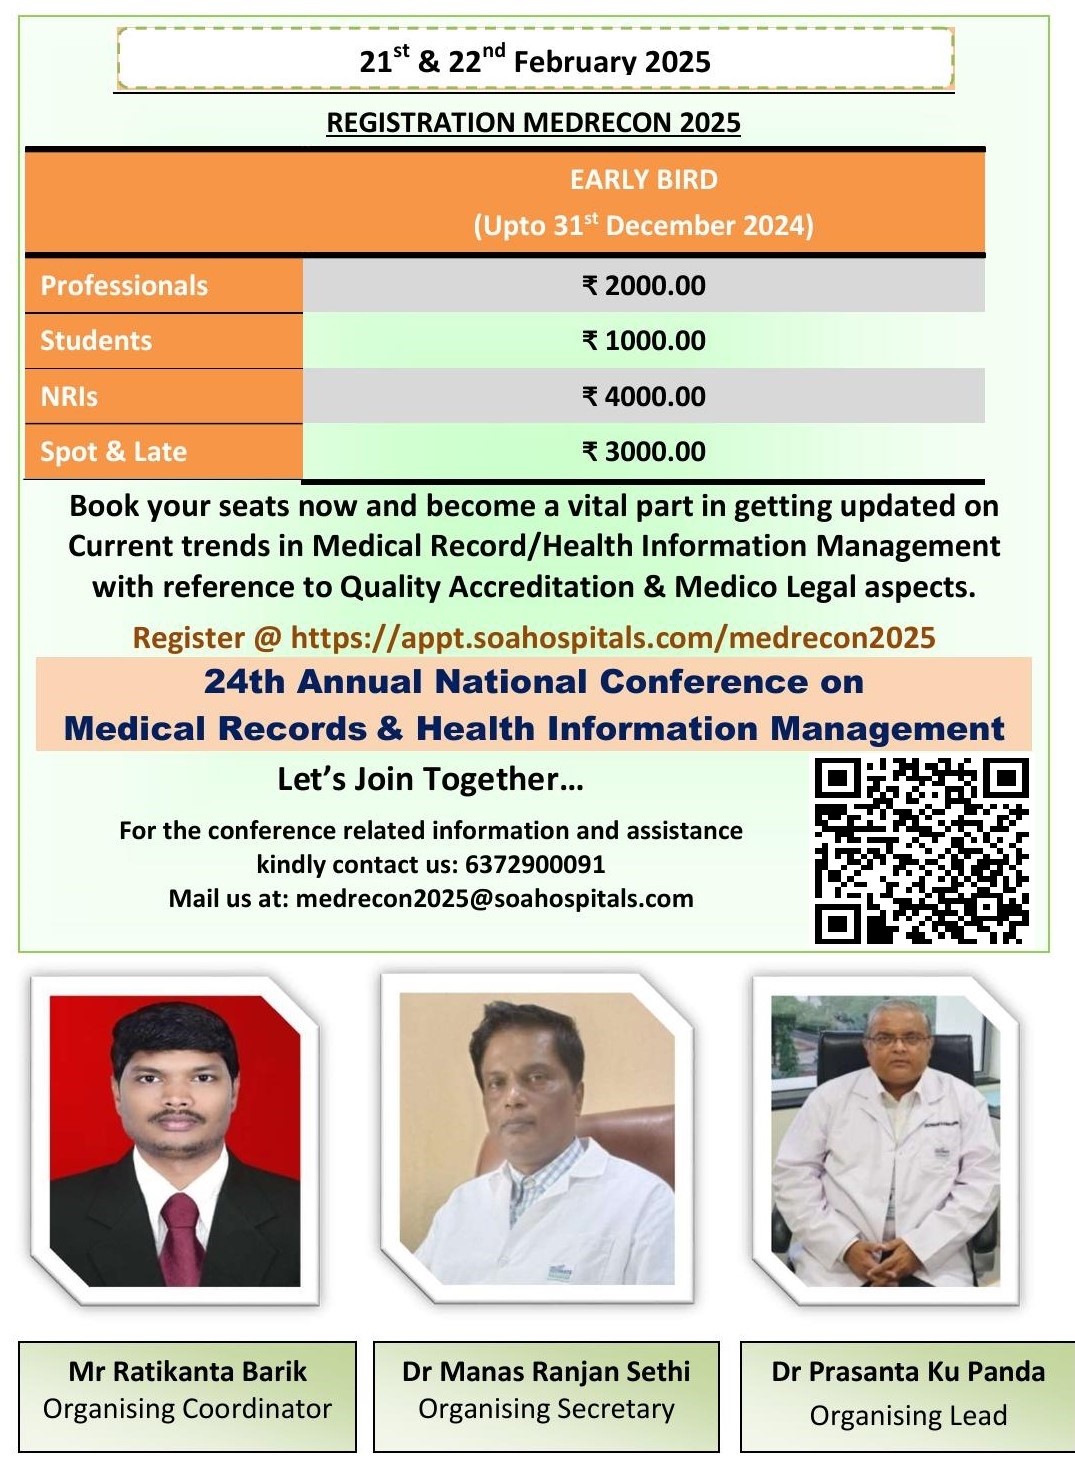 21st & 22nd February 2025
REGISTRATION MEDRECON 2025
EARLY BIRD
(Upto 31st December 2024)
Professionals ₹ 2000.00
Students ₹ 1000.00
NRIs ₹ 4000.00
Spot & Late ₹ 3000.00
Book your seats now and become a vital part in getting updated on
Current trends in Medical Record/Health Information Management
with reference to Quality Accreditation & Medico Legal aspects.
Register @ https://appt.soahospitals.com/medrecon2025
24th Annual National Conference on
Medical Records & Health Information Management
Let's Join Together...
For the conference related information and assistance
kindly contact us: 6372900091
Mail us at: medrecon2025@soahospitals.com
Mr Ratikanta Barik
Organising Coordinator
Dr Manas Ranjan Sethi
Organising Secretary
Dr Prasanta Ku Panda
Organising Lead